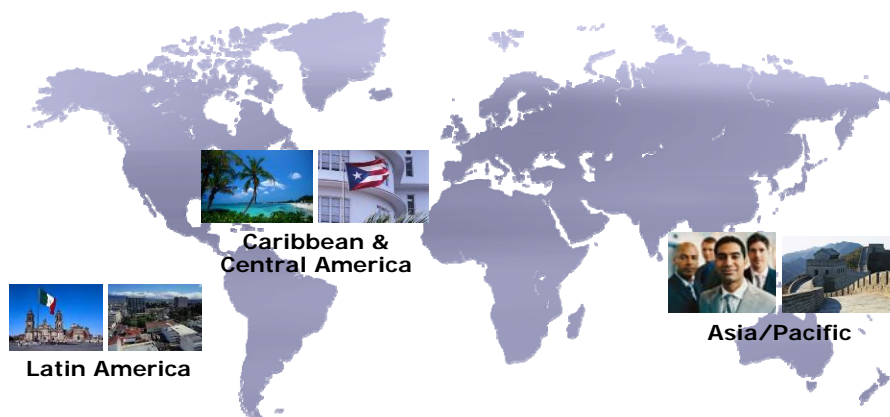 Caribbean &
Central America
Latin America
Asia/Pacific